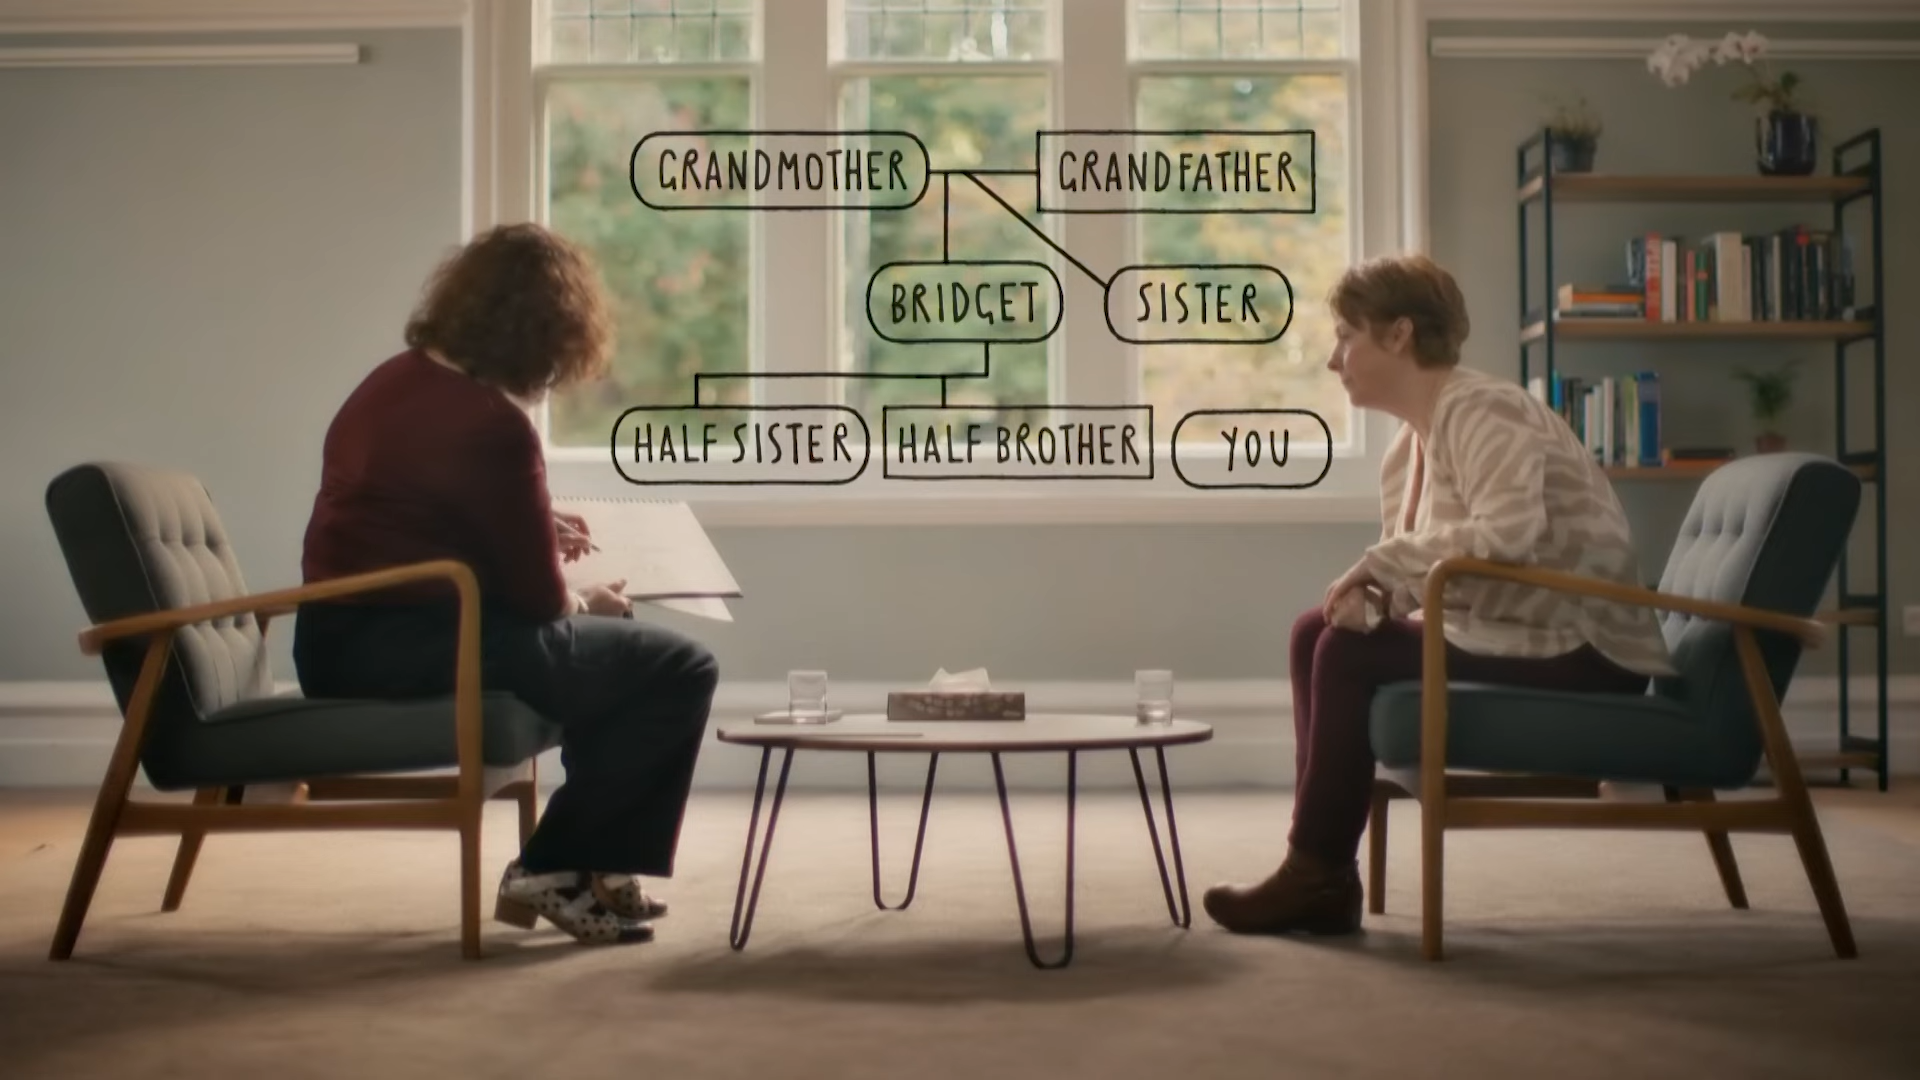 GRANDMOTHER GRANDFATHER
BRIDGET SISTER
HALF SISTER HALF BROTHER YOU